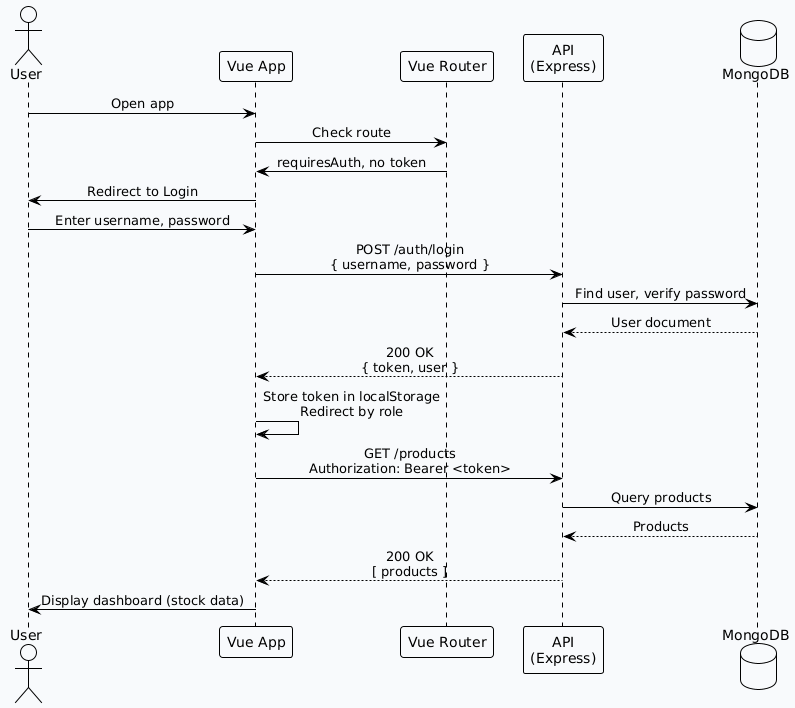 User
Vue App
Vue Router
API
(Express)
MongoDB
Open app
Check route
requiresAuth, no token
Redirect to Login
Enter username, password
POST /auth/login
{ username, password }
Find user, verify password
User document
200 OK
{ token, user }
Store token in localStorage
Redirect by role
GET /products
Authorization: Bearer <token>
Query products
Products
200 OK
[ products ]
Display dashboard (stock data)
User
Vue App
Vue Router
API
(Express)
MongoDB